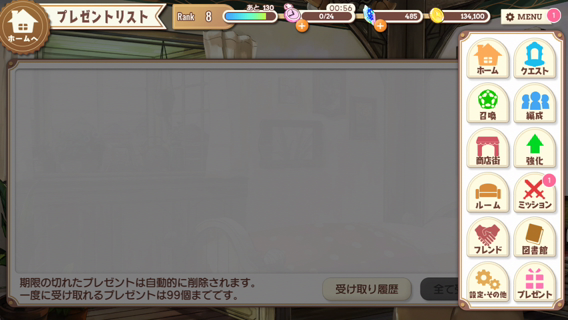 プレゼントリスト
ホームへ
Rank 8
あと 130
00:56
0/24
485
134,100
MENU
1
ホーム
クエスト
召喚
編成
商店街
強化
ルーム
ミッション
1
フレンド
図書館
設定・その他
プレゼント
期限の切れたプレゼントは自動的に削除されます。
一度に受け取れるプレゼントは99個までです。
受け取り履歴
全て